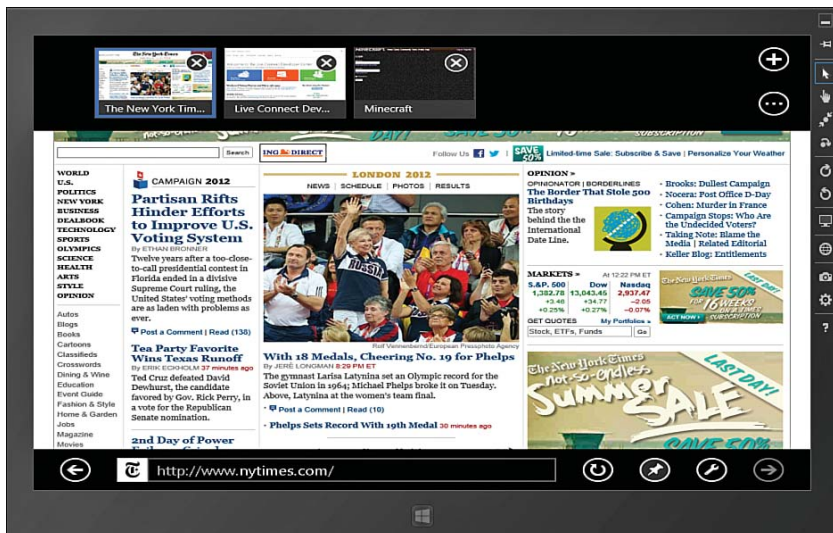 The New York Tim...
Live Connect Dev...
Minecraft
DAY!
SUBSCRIPTION
Search
ING DIRECT
Follow Us
SAVE 50%
Limited-time Sale: Subscribe & Save | Personalize Your Weather
WORLD
U.S.
POLITICS
NEW YORK
BUSINESS
DEALBOOK
TECHNOLOGY
SPORTS
OLYMPICS
SCIENCE
HEALTH
ARTS
STYLE
OPINION
Autos
Blogs
Books
Cartoons
Classifieds
Crosswords
Dining & Wine
Education
Event Guide
Fashion & Style
Home & Garden
Jobs
Magazine
Movies
CAMPAIGN 2012
Partisan Rifts
Hinder Efforts
to Improve U.S.
Voting System
By ETHAN BRONNER
Twelve years after a too-close-
to-call presidential contest in
Florida ended in a divisive
Supreme Court ruling, the
United States' voting methods
are as laden with problems as
ever.
Post a Comment | Read (138)
Tea Party Favorite
Wins Texas Runoff
By ERIK ECKHOLM 37 minutes ago
Ted Cruz defeated David
Dewhurst, the candidate
favored by Gov. Rick Perry, in
a vote for the Republican
Senate nomination.
2nd Day of Power
LONDON 2012
NEWS | SCHEDULE | PHOTOS | RESULTS
RUSSIA
Rolf Vennenbernd/European Pressphoto Agency
With 18 Medals, Cheering No. 19 for Phelps
By JERÉ LONGMAN 8:29 PM ET
The gymnast Larisa Latynina set an Olympic record for the
Soviet Union in 1964; Michael Phelps broke it on Tuesday.
Above, Latynina at the women's team final.
Post a Comment | Read (10)
Phelps Sets Record With 19th Medal 30 minutes ago
OPINION »
OPINIONATOR | BORDERLINES
The Border That Stole 500
Birthdays
The story
behind the the
International
Date Line.
Brooks: Dullest Campaign
Nocera: Post Office D-Day
Cohen: Murder in France
Campaign Stops: Who Are
the Undecided Voters?
Taking Note: Blame the
Media | Related Editorial
Keller Blog: Entitlements
MARKETS » At 12:22 PM ET
S.&P. 500 Dow Nasdaq
1,382.78 13,043.45 2,937.47
+3.46 +34.77 –2.05
+0.25% +0.27% –0.07%
GET QUOTES My Portfolios »
Stock, ETFs, Funds Go
The New York Times
LAST DAY!
SAVE 50%
FOR 16 WEEKS
ON A TIMES
SUBSCRIPTION
ACT NOW
The New York Times
not-so-endless
Summer
SALE
LAST DAY!
SAVE 50%
http://www.nytimes.com/